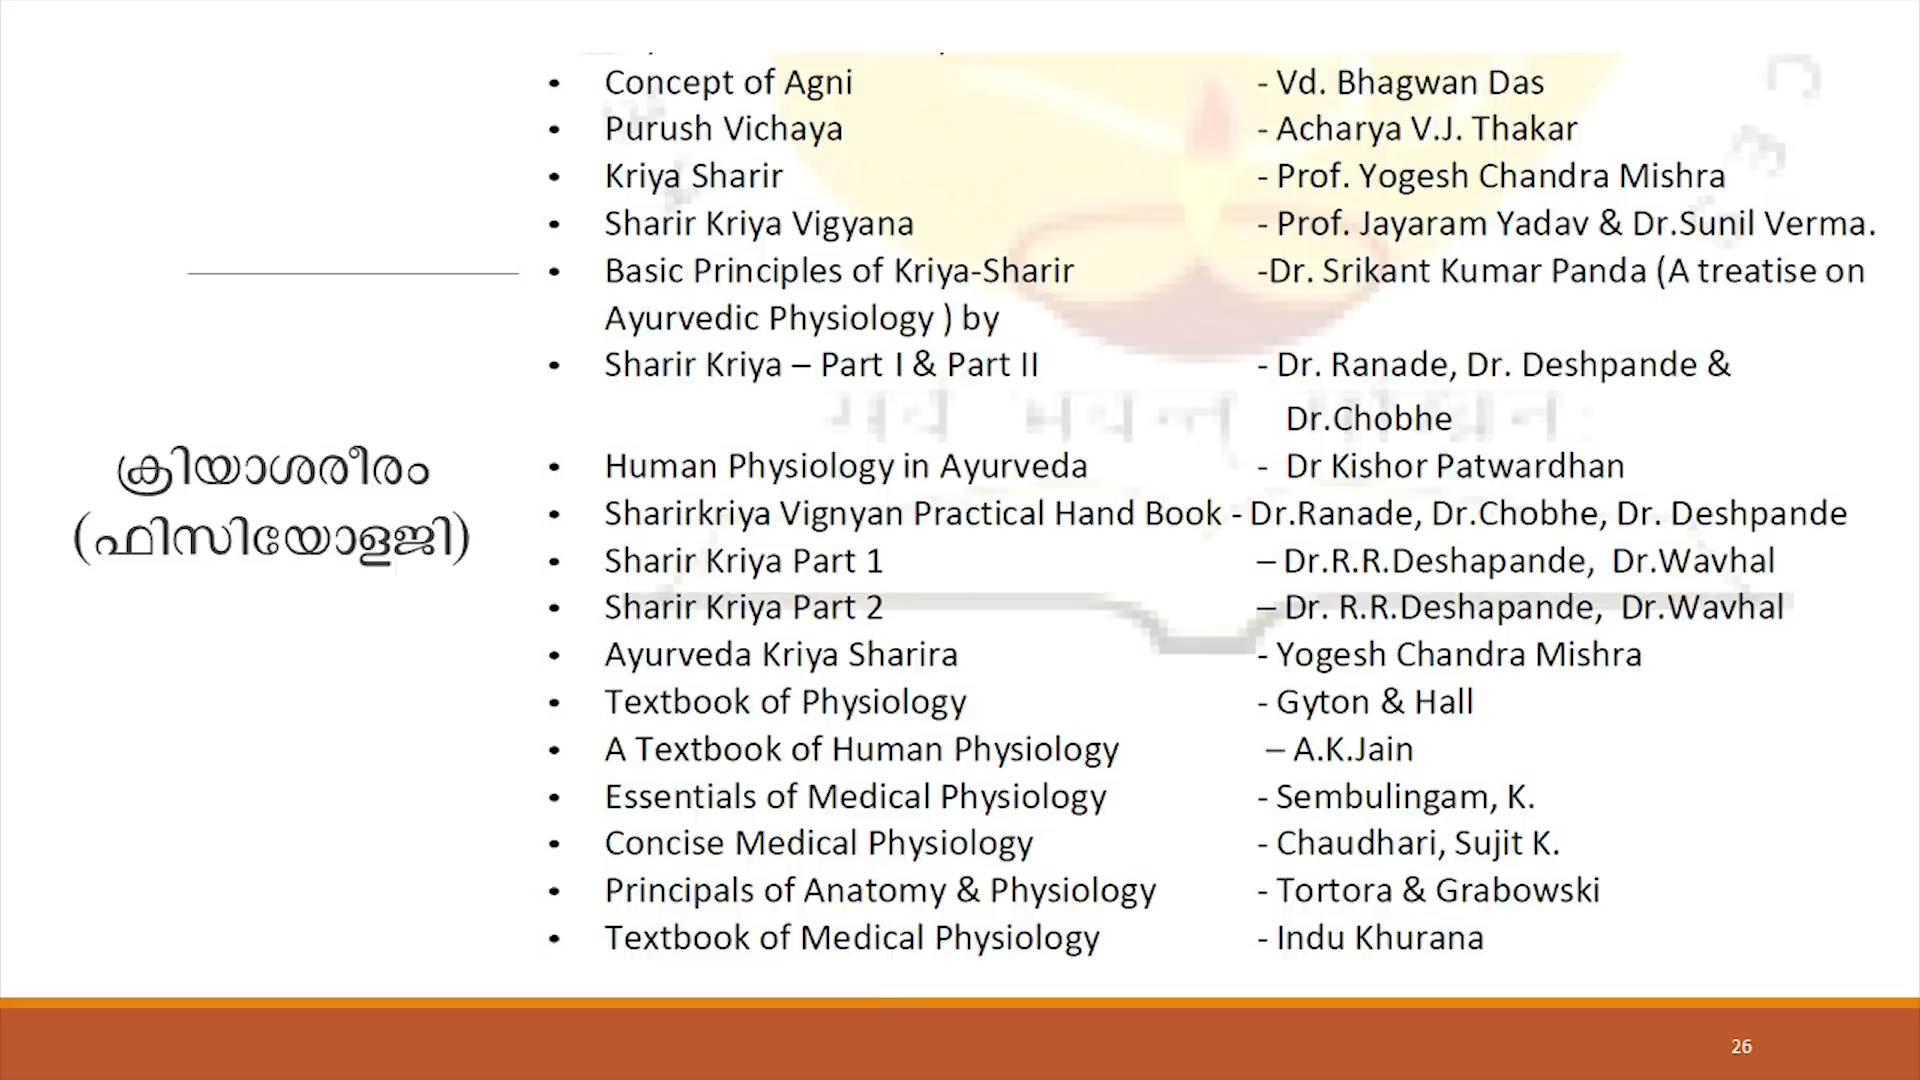 ക്രിയാശരീരം
(ഫിസിയോളജി)
• Concept of Agni - Vd. Bhagwan Das
• Purush Vichaya - Acharya V.J. Thakar
• Kriya Sharir - Prof. Yogesh Chandra Mishra
• Sharir Kriya Vigyana - Prof. Jayaram Yadav & Dr.Sunil Verma.
• Basic Principles of Kriya-Sharir -Dr. Srikant Kumar Panda (A treatise on
Ayurvedic Physiology ) by
• Sharir Kriya – Part I & Part II - Dr. Ranade, Dr. Deshpande &
Dr.Chobhe
• Human Physiology in Ayurveda - Dr Kishor Patwardhan
• Sharirkriya Vignyan Practical Hand Book - Dr.Ranade, Dr.Chobhe, Dr. Deshpande
• Sharir Kriya Part 1 – Dr.R.R.Deshapande, Dr.Wavhal
• Sharir Kriya Part 2 – Dr. R.R.Deshapande, Dr.Wavhal
• Ayurveda Kriya Sharira - Yogesh Chandra Mishra
• Textbook of Physiology - Gyton & Hall
• A Textbook of Human Physiology – A.K.Jain
• Essentials of Medical Physiology - Sembulingam, K.
• Concise Medical Physiology - Chaudhari, Sujit K.
• Principals of Anatomy & Physiology - Tortora & Grabowski
• Textbook of Medical Physiology - Indu Khurana
26